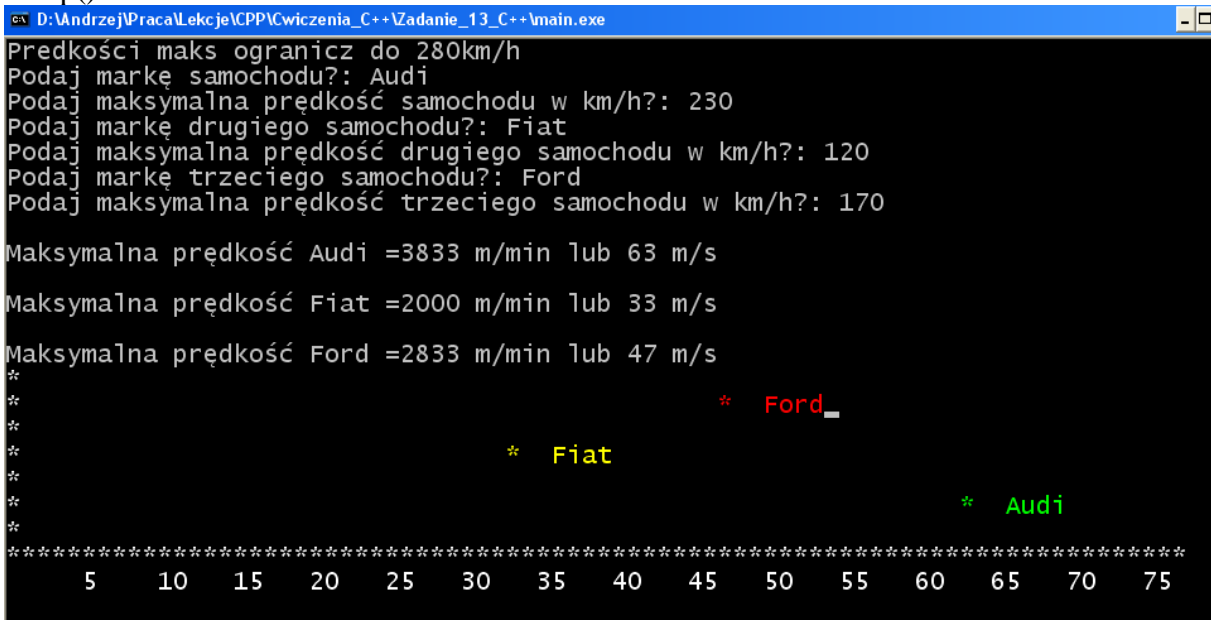 D:\Andrzej\Praca\Lekcje\CPP\Cwiczenia_C++\Zadanie_13_C++\main.exe
Predkości maks ogranicz do 280km/h
Podaj markę samochodu?: Audi
Podaj maksymalna prędkość samochodu w km/h?: 230
Podaj markę drugiego samochodu?: Fiat
Podaj maksymalna prędkość drugiego samochodu w km/h?: 120
Podaj markę trzeciego samochodu?: Ford
Podaj maksymalna prędkość trzeciego samochodu w km/h?: 170
Maksymalna prędkość Audi =3833 m/min lub 63 m/s
Maksymalna prędkość Fiat =2000 m/min lub 33 m/s
Maksymalna prędkość Ford =2833 m/min lub 47 m/s
*
* * Ford_
*
* * Fiat
*
* * Audi
*
******************************************************************************
5 10 15 20 25 30 35 40 45 50 55 60 65 70 75